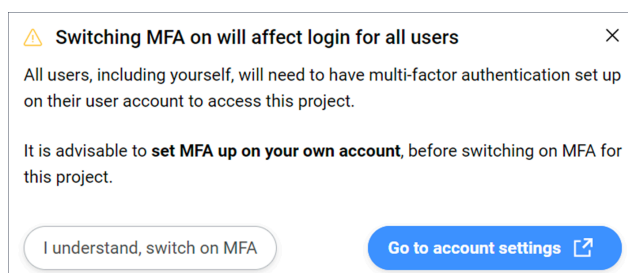 Switching MFA on will affect login for all users
All users, including yourself, will need to have multi-factor authentication set up
on their user account to access this project.
It is advisable to set MFA up on your own account, before switching on MFA for
this project.
I understand, switch on MFA
Go to account settings